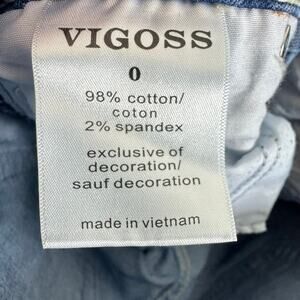 VIGOSS
0
98% cotton/
coton
2% spandex
exclusive of
decoration/
sauf decoration
made in vietnam